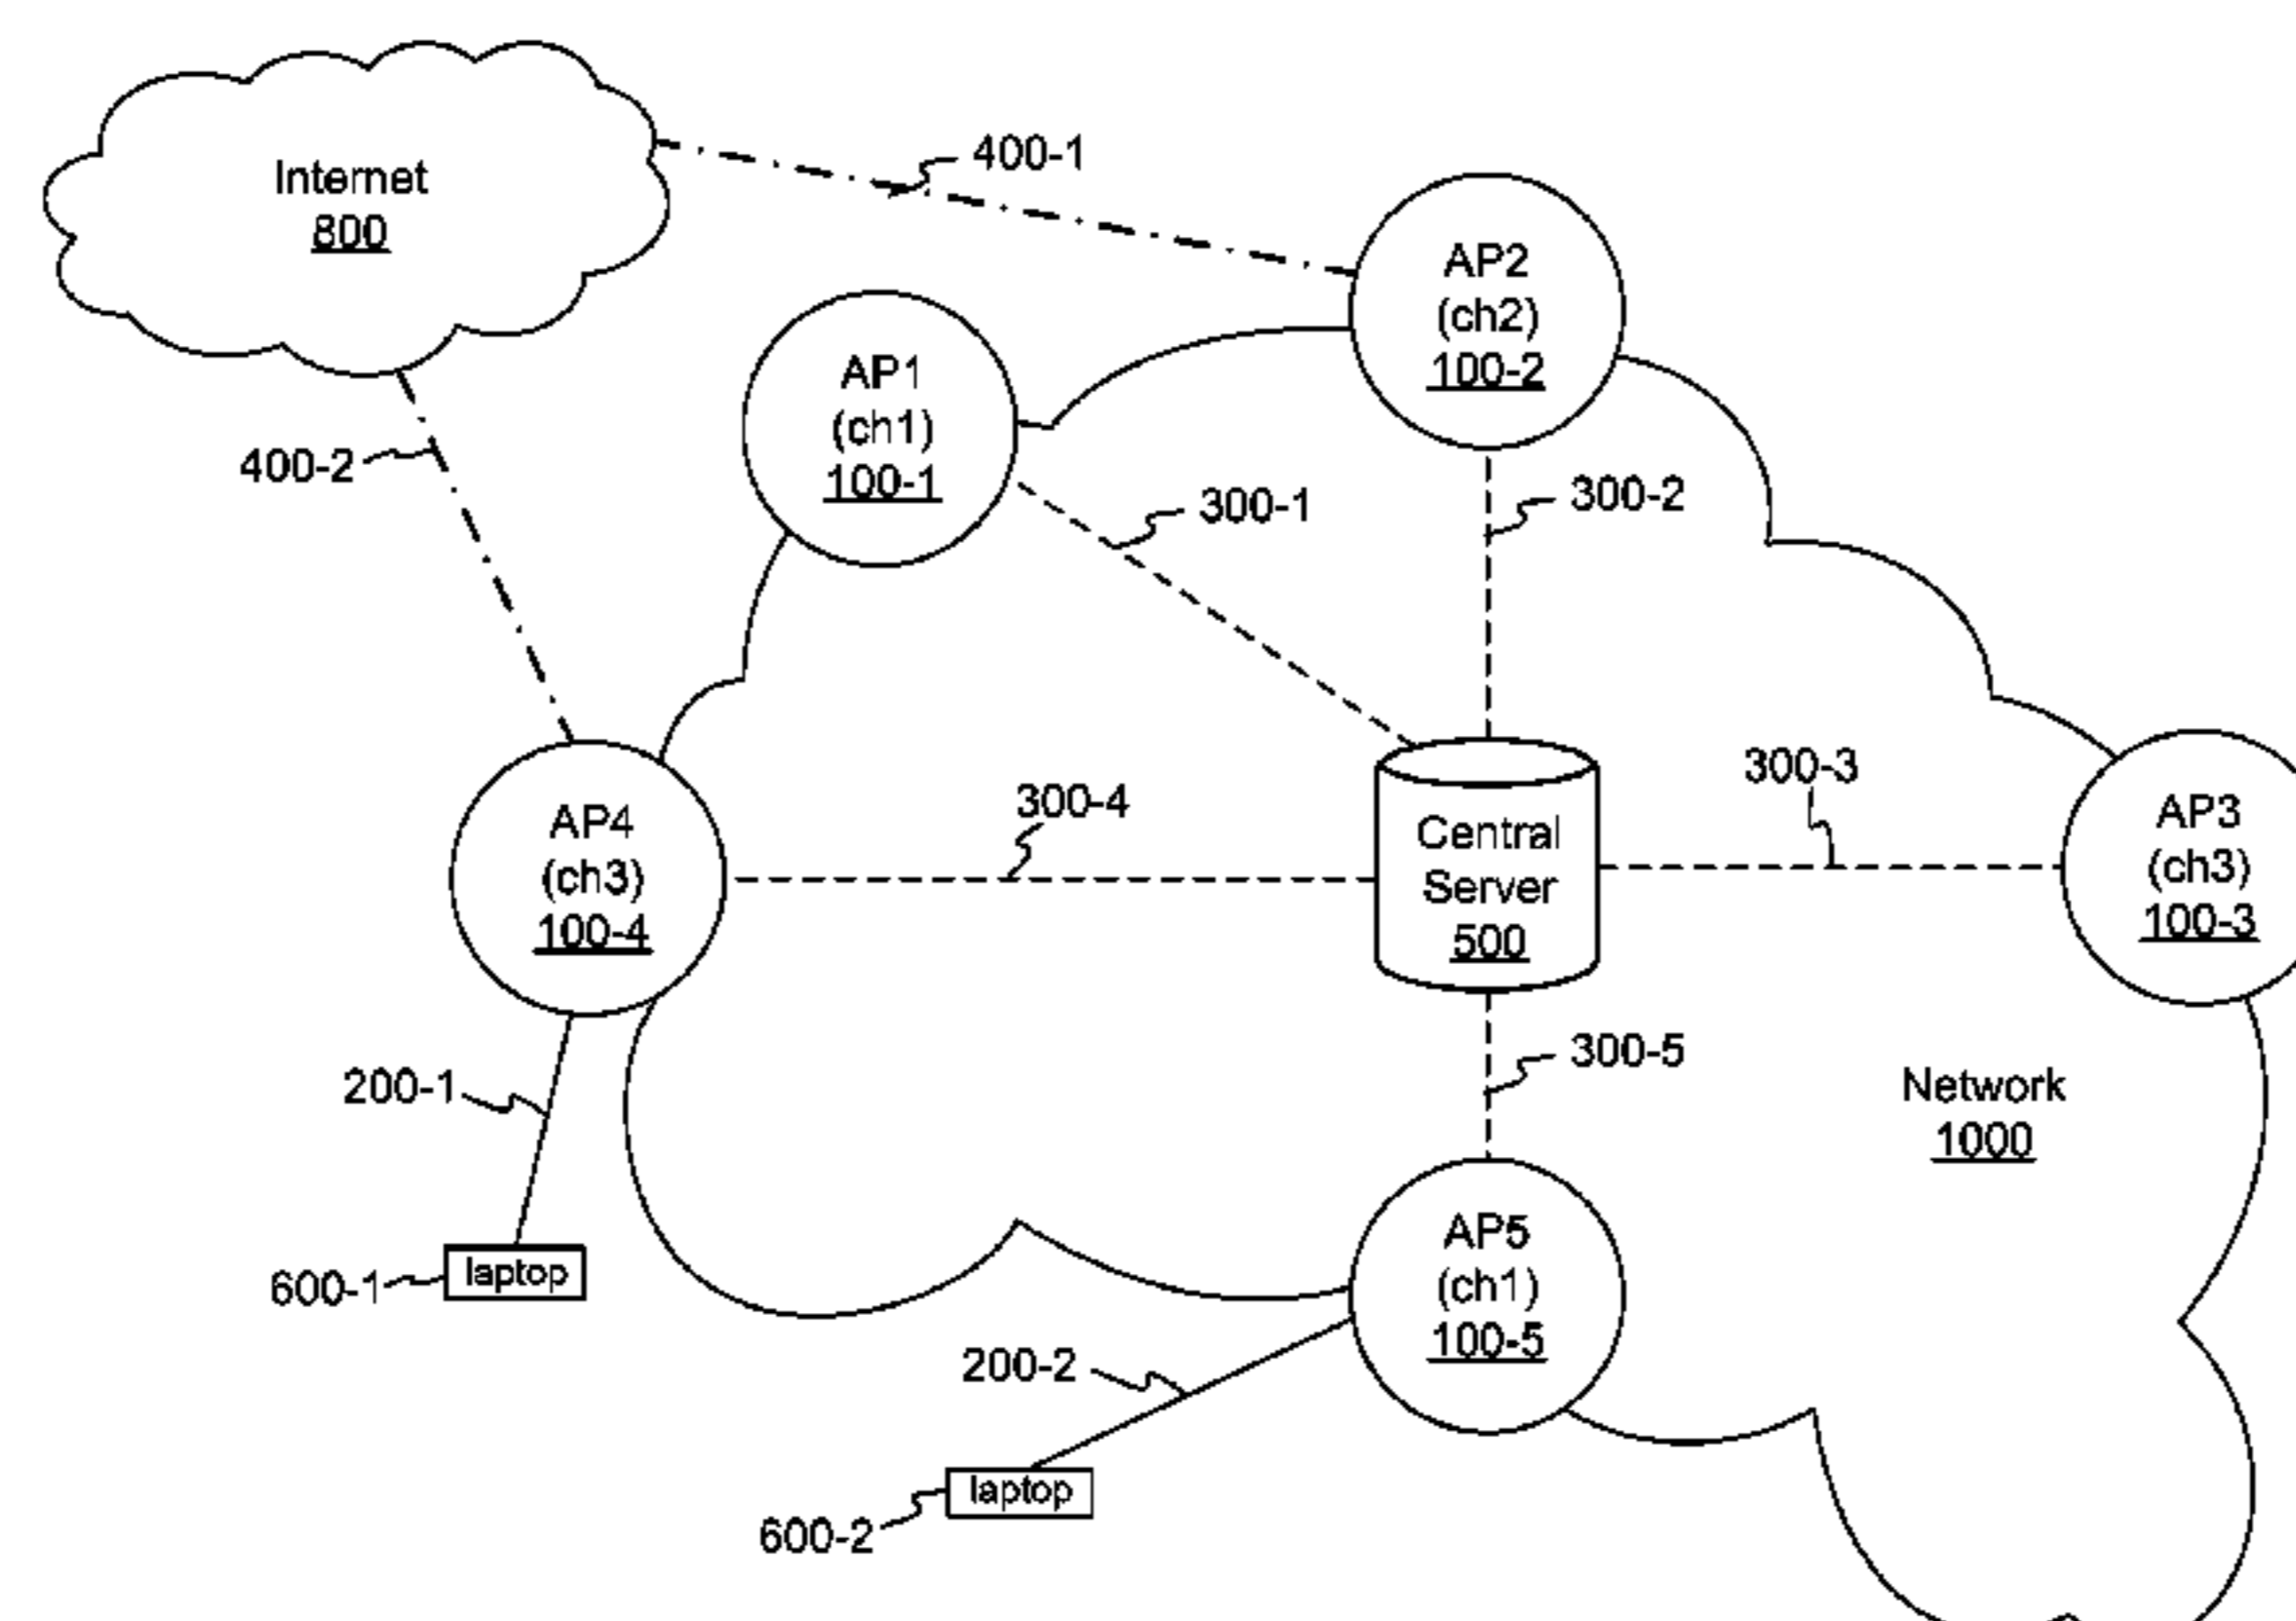 Internet
800
400-1
AP2
(ch2)
100-2
AP1
(ch1)
100-1
400-2
300-1
300-2
AP4
(ch3)
100-4
300-4
Central
Server
500
300-3
AP3
(ch3)
100-3
200-1
300-5
Network
1000
laptop
600-1
AP5
(ch1)
100-5
200-2
laptop
600-2